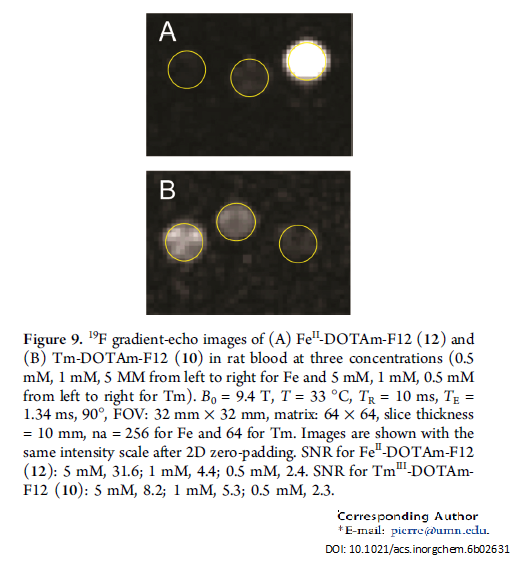 A
B
Figure 9. ¹⁹F gradient-echo images of (A) Feᴵᴵ-DOTAm-F12 (12) and
(B) Tm-DOTAm-F12 (10) in rat blood at three concentrations (0.5
mM, 1 mM, 5 MM from left to right for Fe and 5 mM, 1 mM, 0.5 mM
from left to right for Tm). B₀ = 9.4 T, T = 33 °C, T_R = 10 ms, T_E =
1.34 ms, 90°, FOV: 32 mm × 32 mm, matrix: 64 × 64, slice thickness
= 10 mm, na = 256 for Fe and 64 for Tm. Images are shown with the
same intensity scale after 2D zero-padding. SNR for Feᴵᴵ-DOTAm-F12
(12): 5 mM, 31.6; 1 mM, 4.4; 0.5 mM, 2.4. SNR for Tmᴵᴵᴵ-DOTAm-
F12 (10): 5 mM, 8.2; 1 mM, 5.3; 0.5 mM, 2.3.
Corresponding Author
*E-mail: pierre@umn.edu.
DOI: 10.1021/acs.inorgchem.6b02631